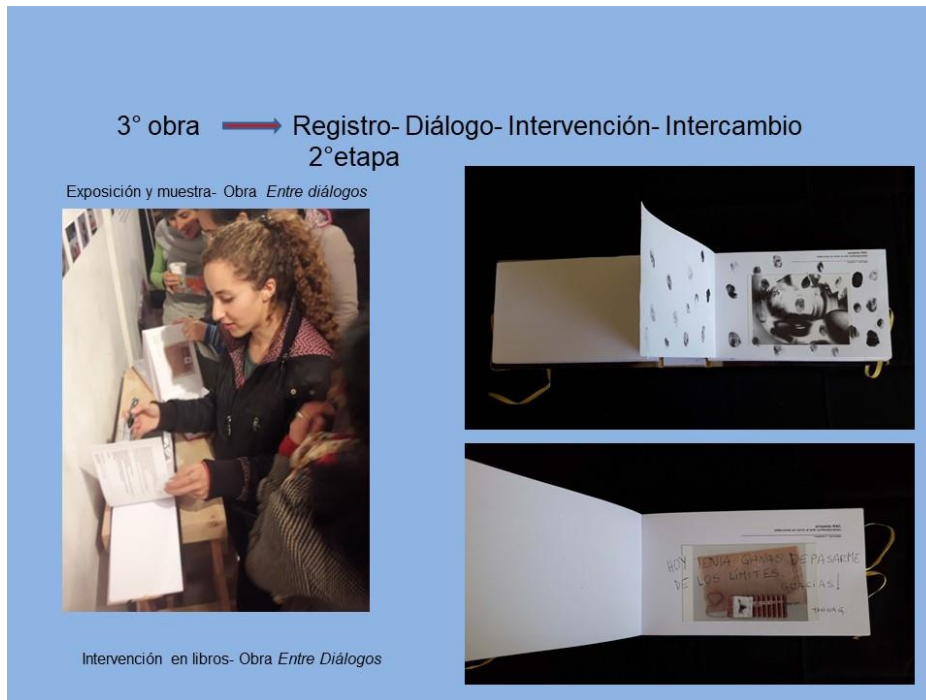 3° obra Registro- Diálogo- Intervención- Intercambio
2°etapa
Exposición y muestra- Obra Entre diálogos
HOY TENIA GANAS DE PASARME
DE LOS LIMITES.
GRACIAS!
Intervención en libros- Obra Entre Diálogos